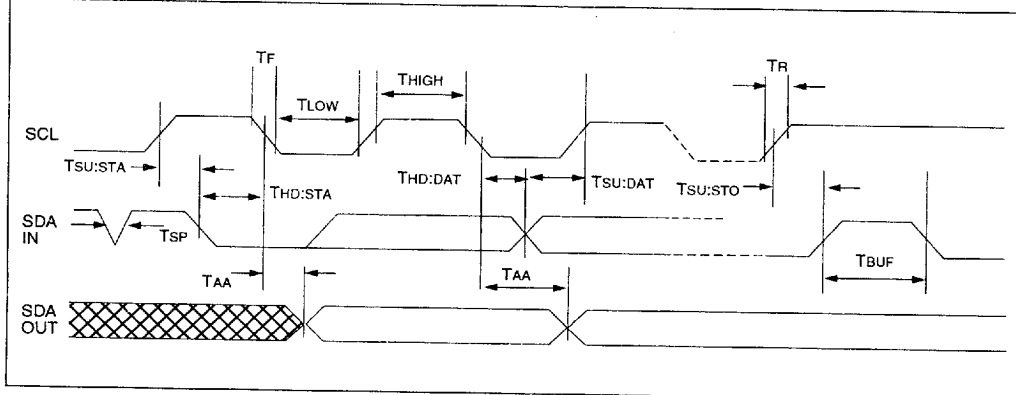 TF
TR
THIGH
TLOW
SCL
TSU:STA
THD:STA
THD:DAT
TSU:DAT
TSU:STO
SDA
IN
TSP
TBUF
TAA
TAA
SDA
OUT